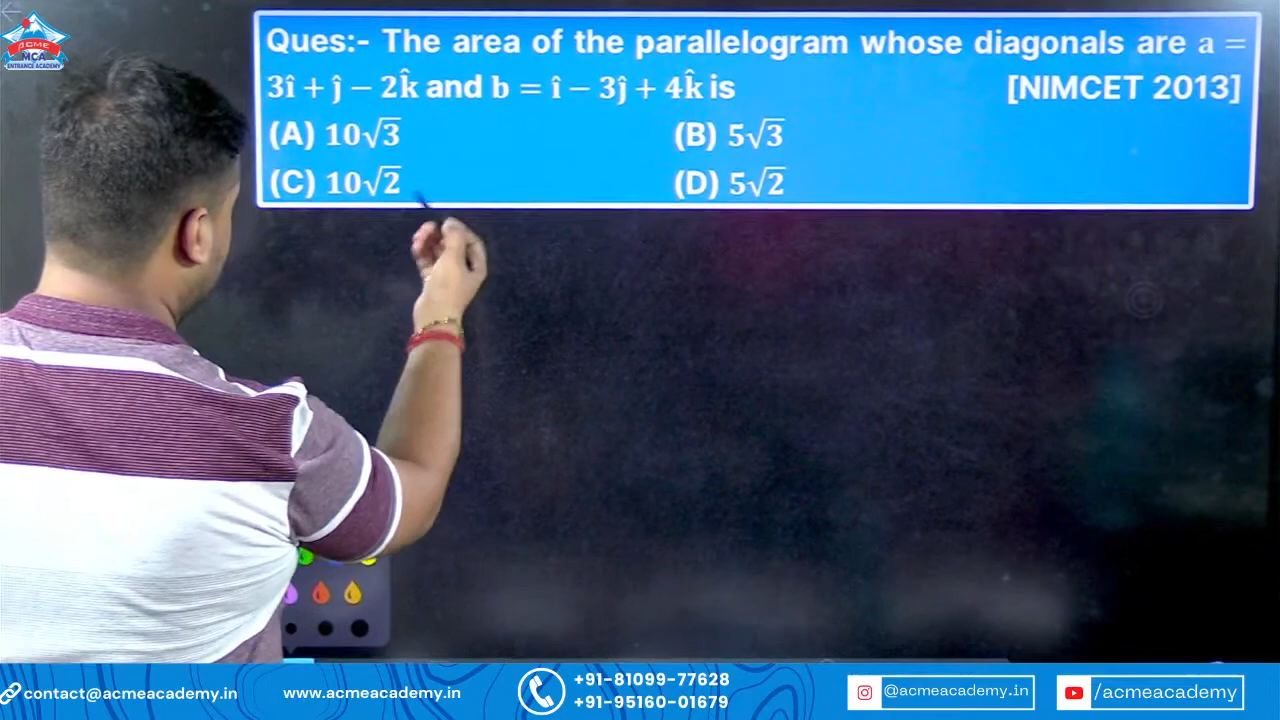 ACME
MCA
ENTRANCE ACADEMY
Ques:- The area of the parallelogram whose diagonals are a =
3î + ĵ − 2k̂ and b = î − 3ĵ + 4k̂ is [NIMCET 2013]
(A) 10√3 (B) 5√3
(C) 10√2 (D) 5√2
contact@acmeacademy.in www.acmeacademy.in +91-81099-77628 @acmeacademy.in /acmeacademy
+91-95160-01679